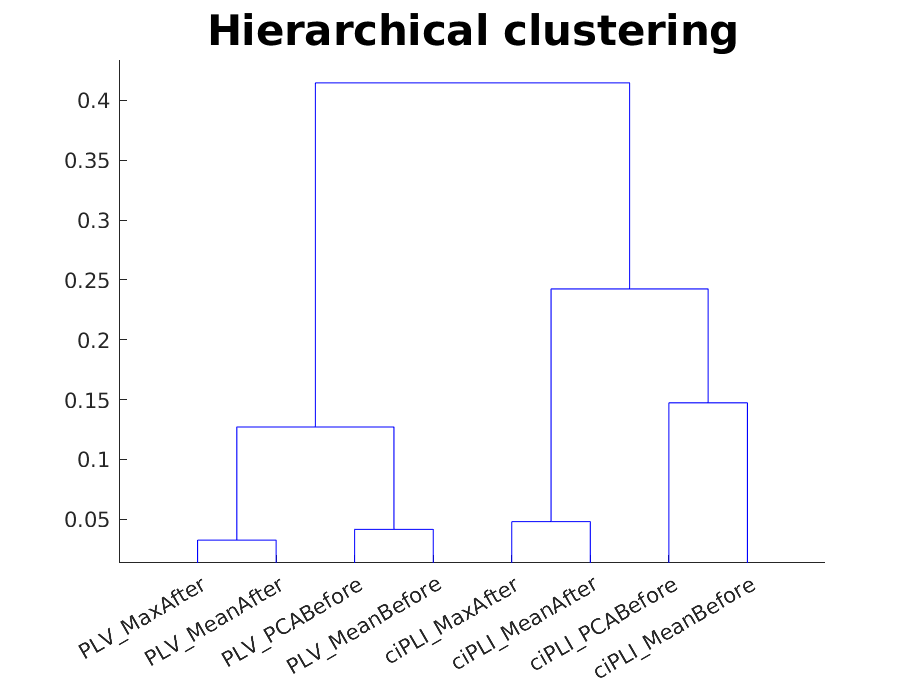 Hierarchical clustering
0.4
0.35
0.3
0.25
0.2
0.15
0.1
0.05
PLV_MaxAfter
PLV_MeanAfter
PLV_PCABefore
PLV_MeanBefore
ciPLI_MaxAfter
ciPLI_MeanAfter
ciPLI_PCABefore
ciPLI_MeanBefore